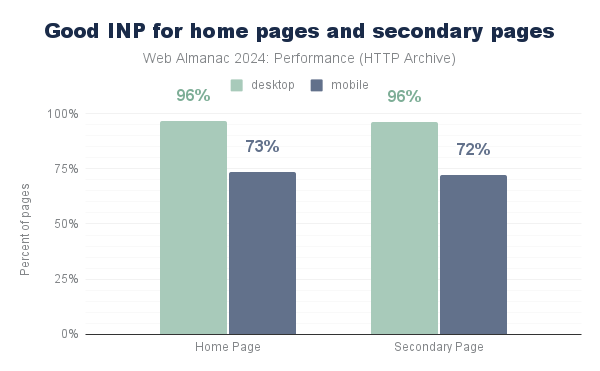 Good INP for home pages and secondary pages
Web Almanac 2024: Performance (HTTP Archive)
desktop mobile
96% 96%
73% 72%
100%
75%
50%
25%
0%
Percent of pages
Home Page Secondary Page